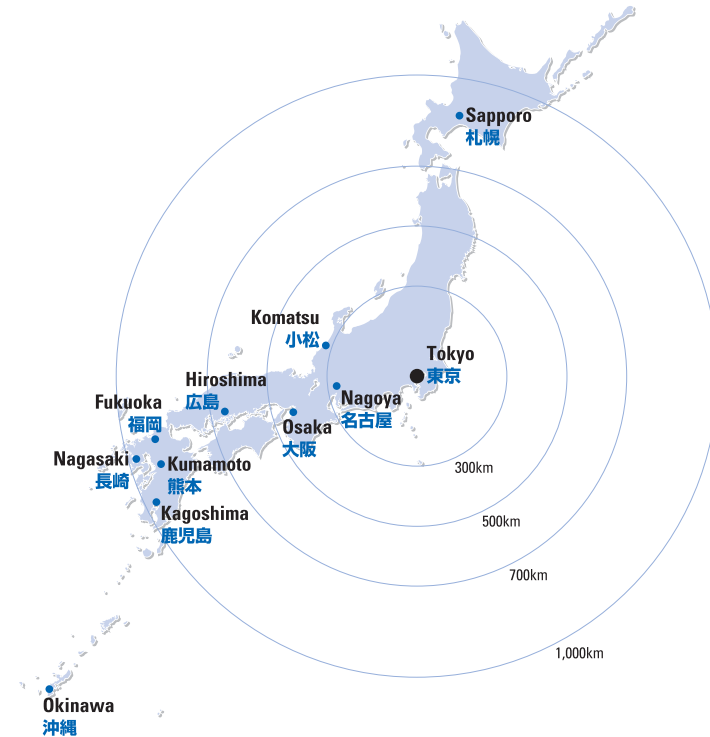 Sapporo
札幌
Komatsu
小松
Tokyo
東京
Hiroshima
広島
Nagoya
名古屋
Fukuoka
福岡
Osaka
大阪
Nagasaki
長崎
Kumamoto
熊本
300km
Kagoshima
鹿児島
500km
700km
1,000km
Okinawa
沖縄